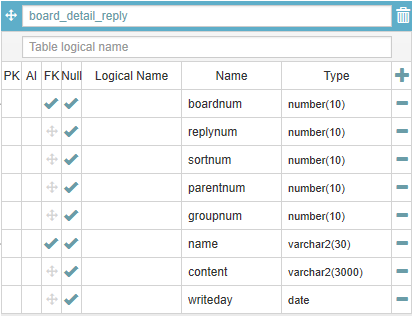 board_detail_reply
Table logical name
PK AI FK Null Logical Name Name Type
boardnum number(10)
replynum number(10)
sortnum number(10)
parentnum number(10)
groupnum number(10)
name varchar2(30)
content varchar2(3000)
writeday date